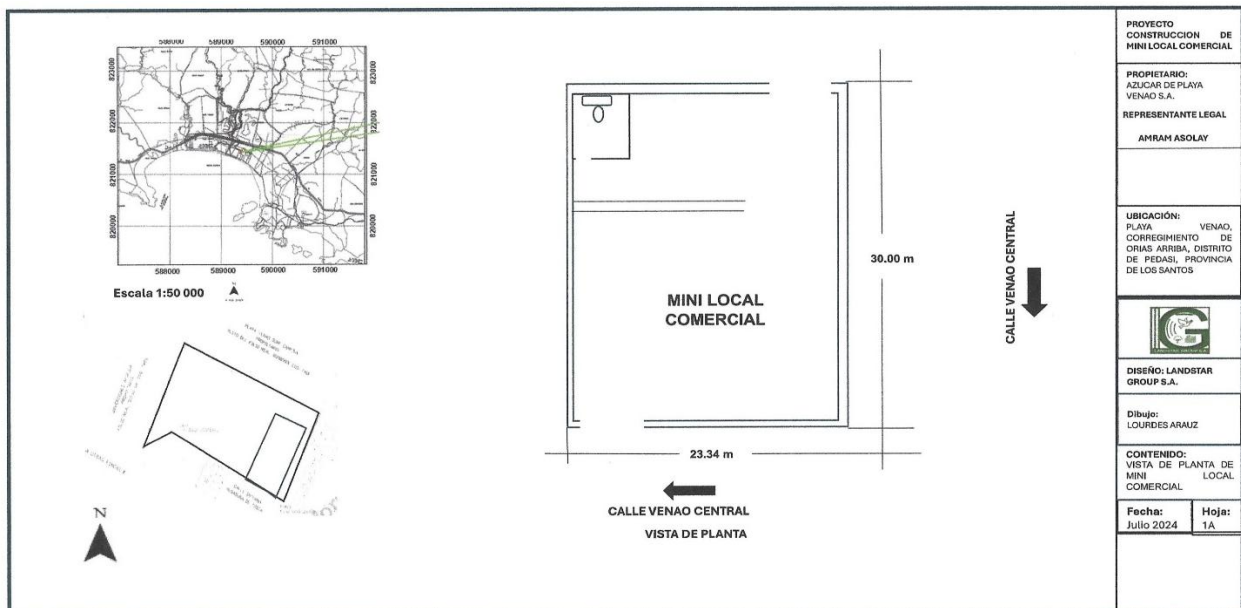 588000 589000 590000 591000
823000 823000
822000 822000
821000 821000
820000 820000
588000 589000 590000 591000
Escala 1:50 000
N
MINI LOCAL
COMERCIAL
30.00 m
23.34 m
CALLE VENAO CENTRAL
CALLE VENAO CENTRAL
VISTA DE PLANTA
PROYECTO
CONSTRUCCION DE
MINI LOCAL COMERCIAL
PROPIETARIO:
AZUCAR DE PLAYA
VENAO S.A.
REPRESENTANTE LEGAL
AMRAM ASOLAY
UBICACIÓN:
PLAYA VENAO,
CORREGIMIENTO DE
ORIAS ARRIBA, DISTRITO
DE PEDASI, PROVINCIA
DE LOS SANTOS
LG
DISEÑO: LANDSTAR
GROUP S.A.
Dibujo:
LOURDES ARAUZ
CONTENIDO:
VISTA DE PLANTA DE
MINI LOCAL
COMERCIAL
Fecha: Hoja:
Julio 2024 1A